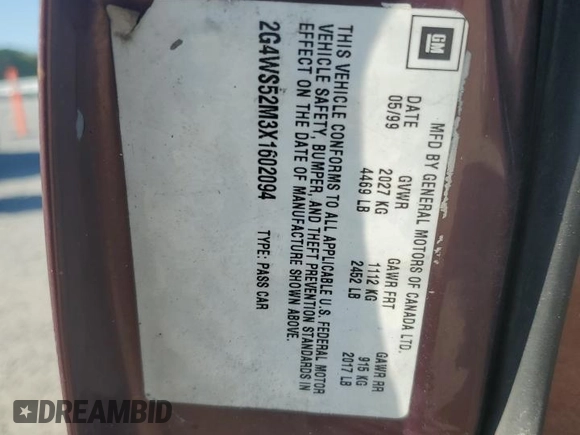 GM
MFD BY GENERAL MOTORS OF CANADA LTD.
DATE GVWR GAWR FRT GAWR RR
05/99 2027 KG 1112 KG 915 KG
4469 LB 2452 LB 2017 LB
THIS VEHICLE CONFORMS TO ALL APPLICABLE U.S. FEDERAL MOTOR
VEHICLE SAFETY, BUMPER, AND THEFT PREVENTION STANDARDS IN
EFFECT ON THE DATE OF MANUFACTURE SHOWN ABOVE.
2G4WS52M3X1602094 TYPE: PASS CAR
DREAMBID